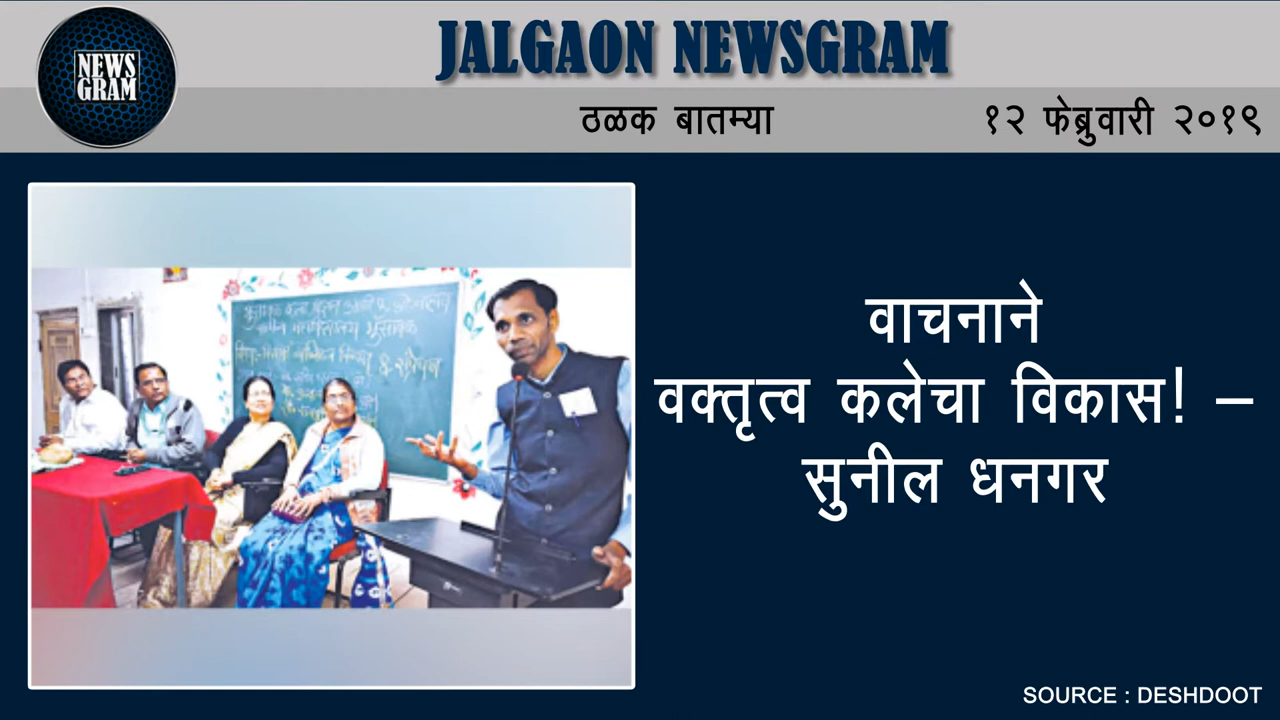 NEWS
GRAM
JALGAON NEWSGRAM
ठळक बातम्या
१२ फेब्रुवारी २०१९
वाचनाने
वक्तृत्व कलेचा विकास! –
सुनील धनगर
SOURCE : DESHDOOT